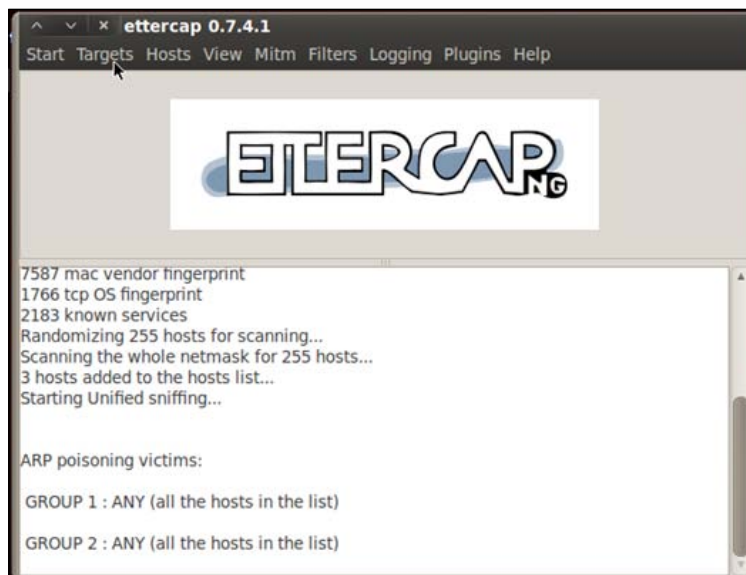 ettercap 0.7.4.1
Start Targets Hosts View Mitm Filters Logging Plugins Help
ETTERCAP NG
7587 mac vendor fingerprint
1766 tcp OS fingerprint
2183 known services
Randomizing 255 hosts for scanning...
Scanning the whole netmask for 255 hosts...
3 hosts added to the hosts list...
Starting Unified sniffing...
ARP poisoning victims:
GROUP 1 : ANY (all the hosts in the list)
GROUP 2 : ANY (all the hosts in the list)